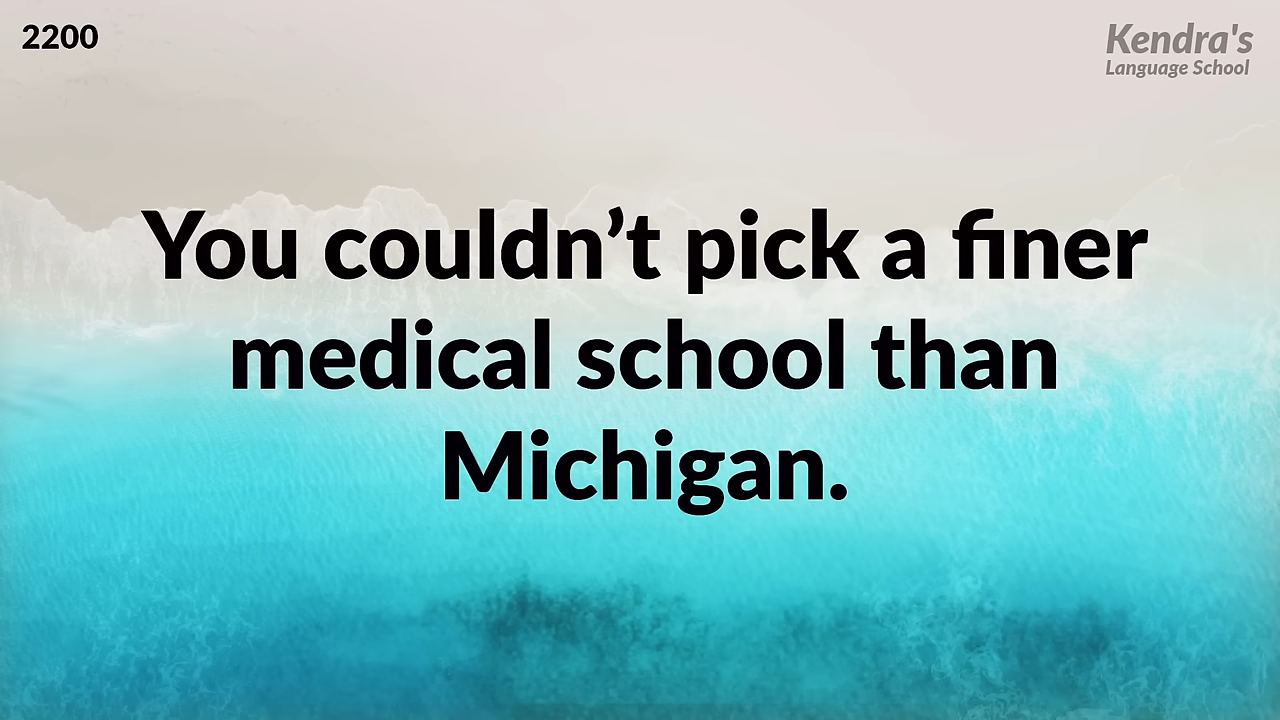 2200
Kendra's
Language School
You couldn’t pick a finer
medical school than
Michigan.